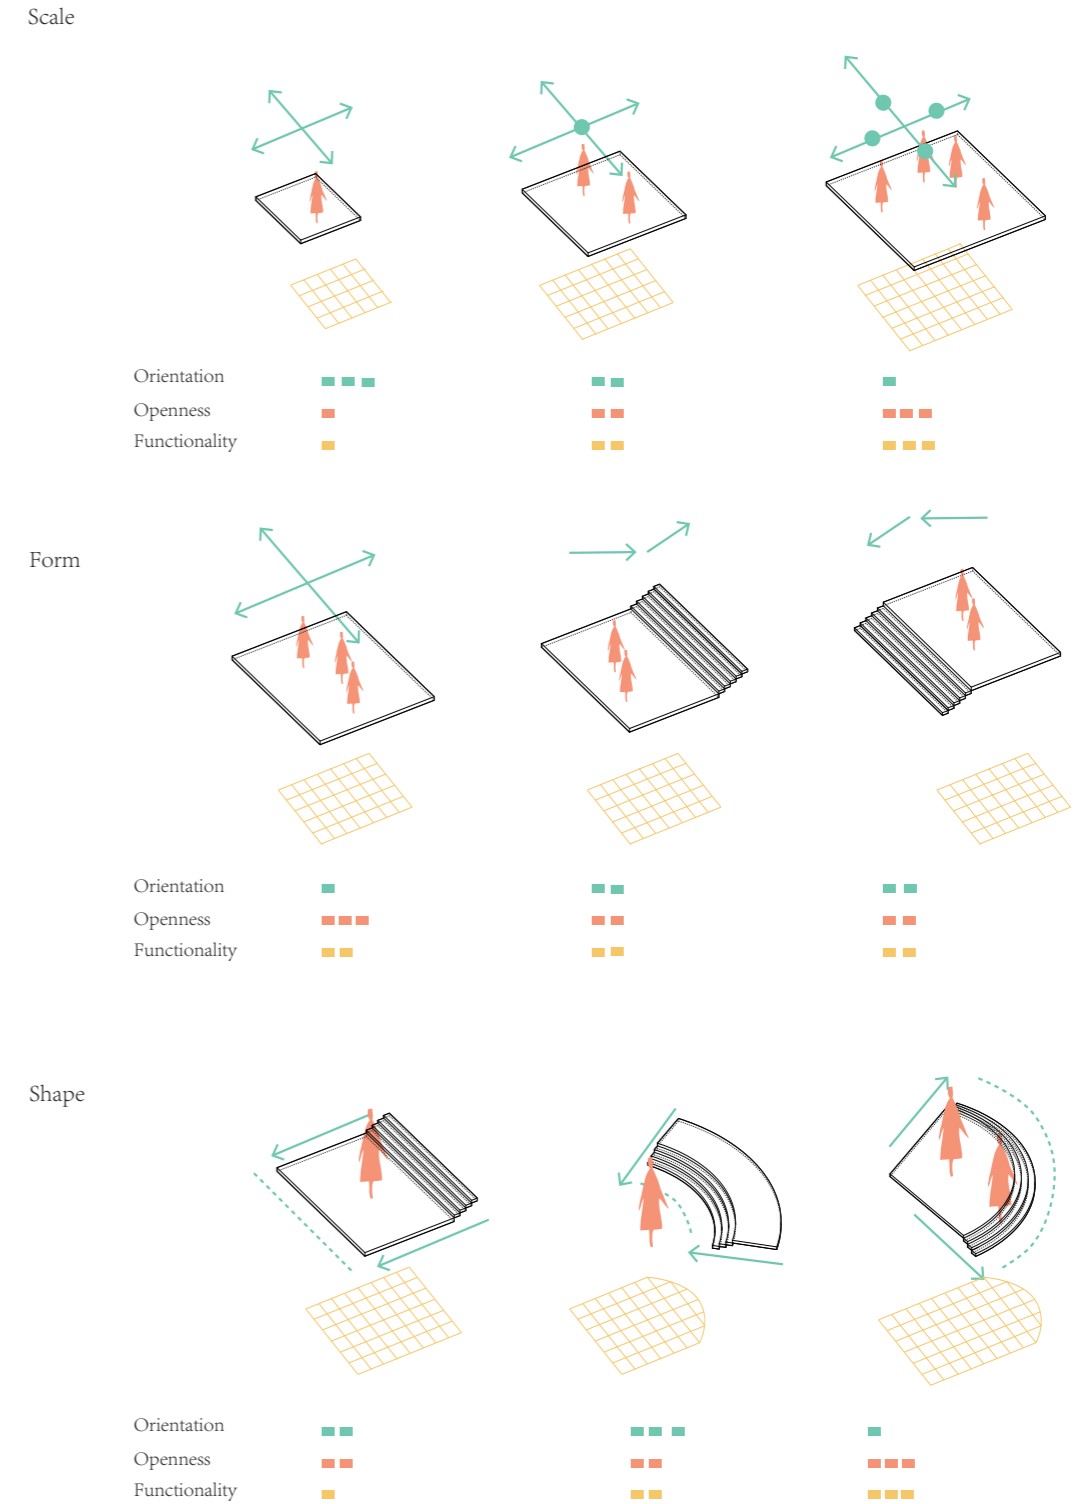 Scale
Orientation
Openness
Functionality
Form
Orientation
Openness
Functionality
Shape
Orientation
Openness
Functionality